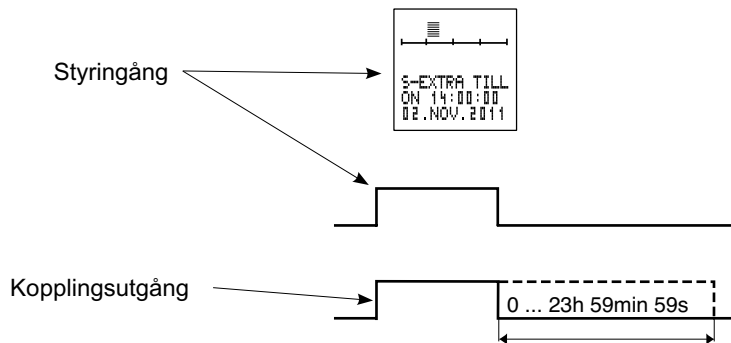 Styringång
S-EXTRA TILL
ON 14:00:00
02.NOV.2011
Kopplingsutgång
0 ... 23h 59min 59s